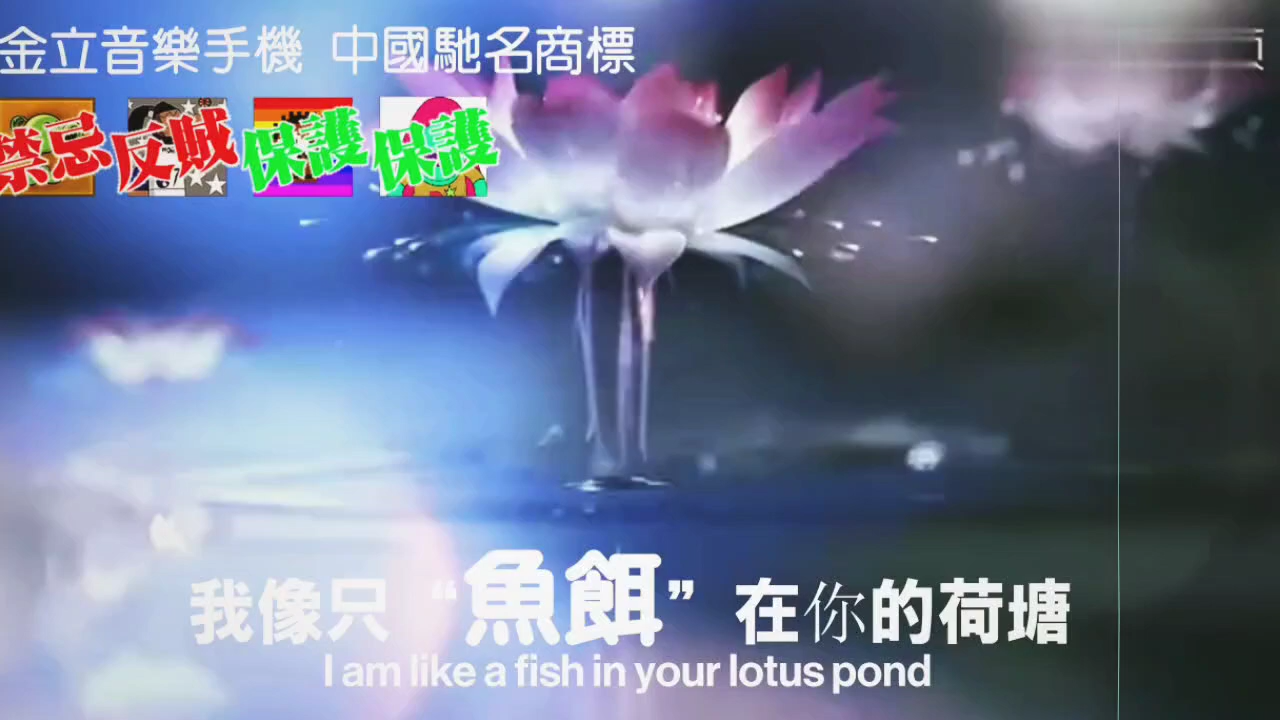 金立音樂手機 中國馳名商標
禁忌 反贼 保護 保護
我像只“魚餌”在你的荷塘
I am like a fish in your lotus pond